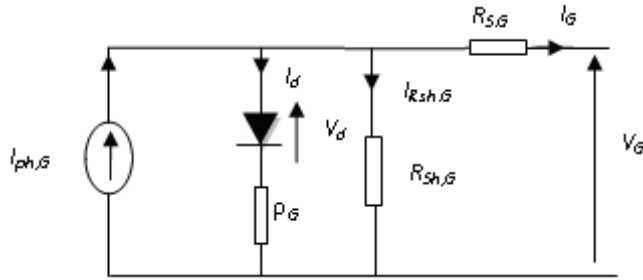 R_S,G
I_G
I_d
I_Rsh,G
V_d
I_ph,G
V_G
R_Sh,G
ρ_G